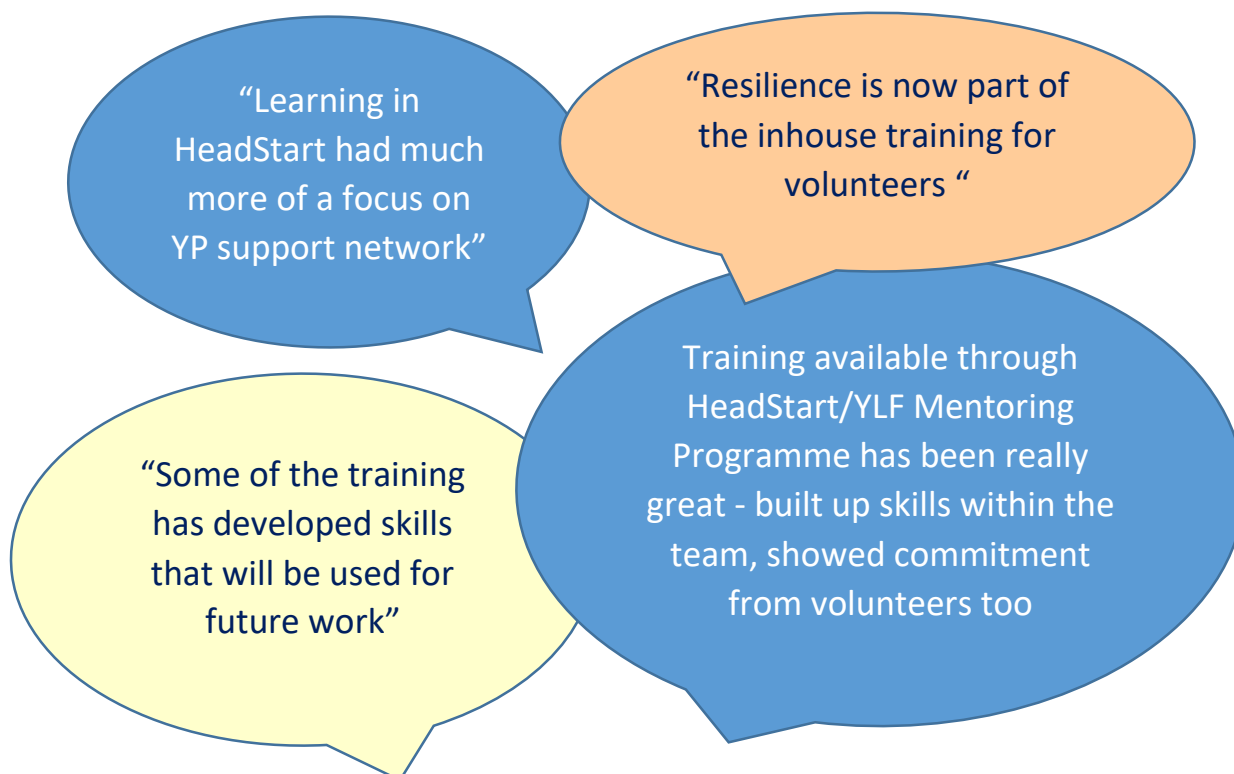 “Learning in
HeadStart had much
more of a focus on
YP support network”
“Resilience is now part of
the inhouse training for
volunteers “
“Some of the training
has developed skills
that will be used for
future work”
Training available through
HeadStart/YLF Mentoring
Programme has been really
great - built up skills within the
team, showed commitment
from volunteers too